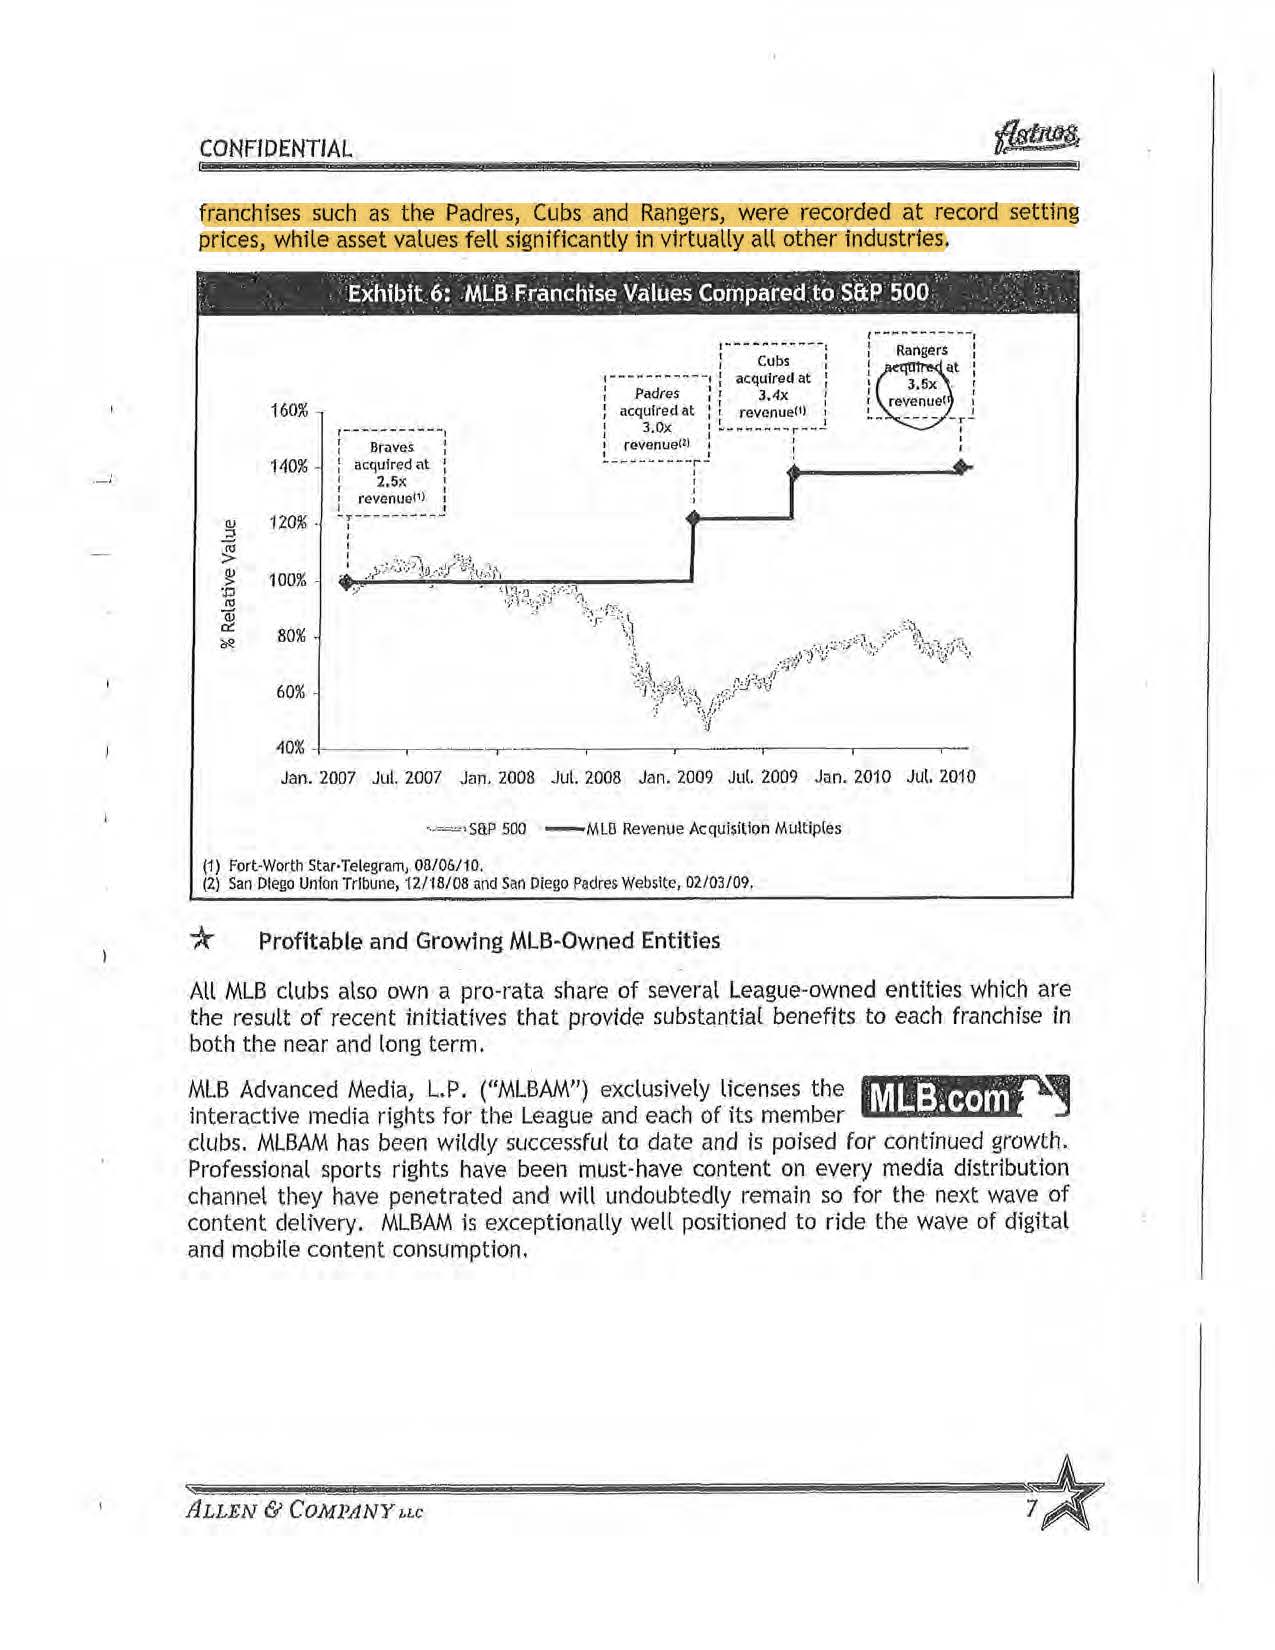 CONFIDENTIAL
Astros
franchises such as the Padres, Cubs and Rangers, were recorded at record setting
prices, while asset values fell significantly in virtually all other industries.
Exhibit 6: MLB Franchise Values Compared to S&P 500
Braves
acquired at
2.5x
revenue(1)
Padres
acquired at
3.0x
revenue(2)
Cubs
acquired at
3.4x
revenue(1)
Rangers
acquired at
3.5x
revenue(1)
% Relative Value
160%
140%
120%
100%
80%
60%
40%
Jan. 2007 Jul. 2007 Jan. 2008 Jul. 2008 Jan. 2009 Jul. 2009 Jan. 2010 Jul. 2010
S&P 500 MLB Revenue Acquisition Multiples
(1) Fort-Worth Star-Telegram, 08/06/10.
(2) San Diego Union Tribune, 12/18/08 and San Diego Padres Website, 02/03/09.
Profitable and Growing MLB-Owned Entities
All MLB clubs also own a pro-rata share of several League-owned entities which are
the result of recent initiatives that provide substantial benefits to each franchise in
both the near and long term.
MLB Advanced Media, L.P. ("MLBAM") exclusively licenses the
interactive media rights for the League and each of its member
MLB.com
clubs. MLBAM has been wildly successful to date and is poised for continued growth.
Professional sports rights have been must-have content on every media distribution
channel they have penetrated and will undoubtedly remain so for the next wave of
content delivery. MLBAM is exceptionally well positioned to ride the wave of digital
and mobile content consumption.
ALLEN & COMPANY LLC
7